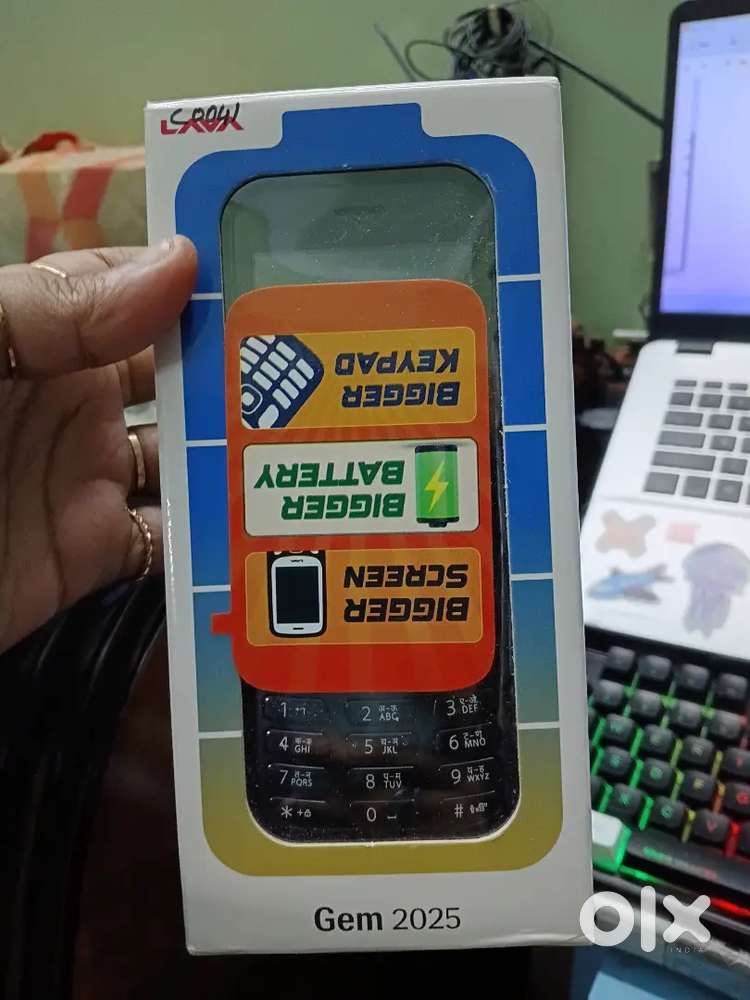 LAVA
BIGGER
SCREEN
BIGGER
BATTERY
BIGGER
KEYPAD
1 2 ABC 3 DEF
4 GHI 5 JKL 6 MNO
7 PQRS 8 TUV 9 WXYZ
* + 0 #
Gem 2025
olx
INDIA